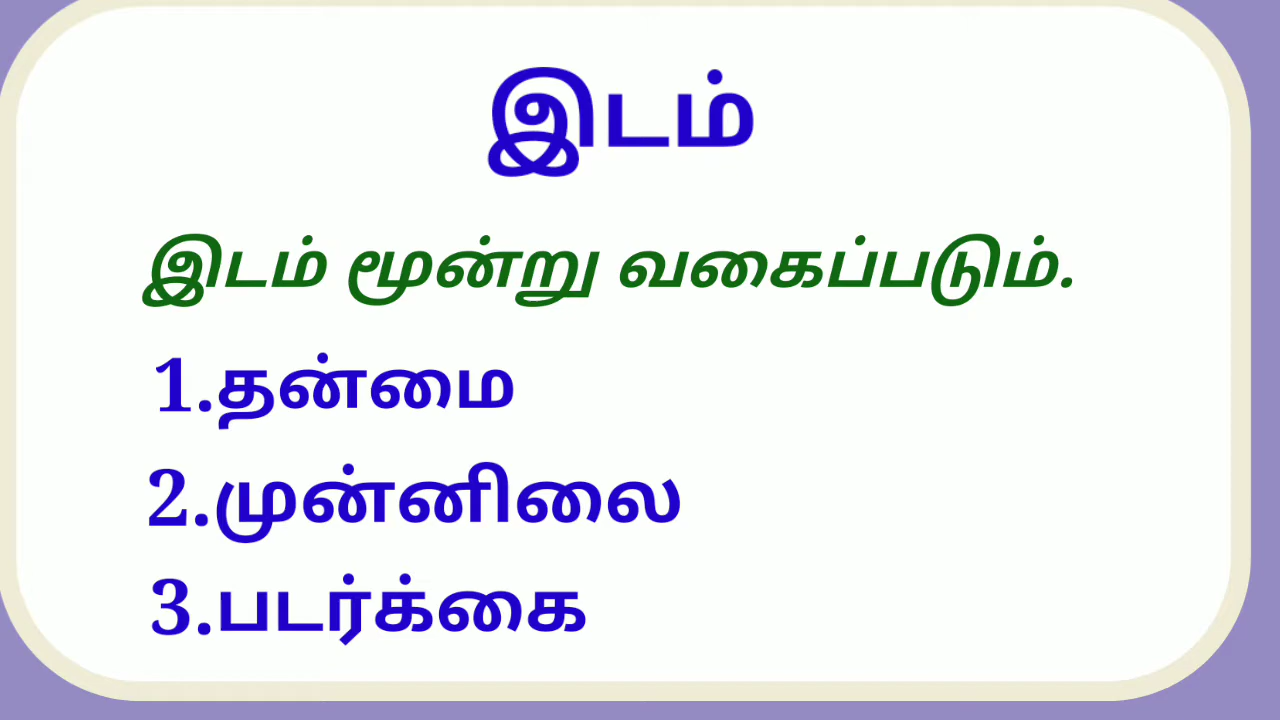 இடம்
இடம் மூன்று வகைப்படும்.
1.தன்மை
2.முன்னிலை
3.படர்க்கை